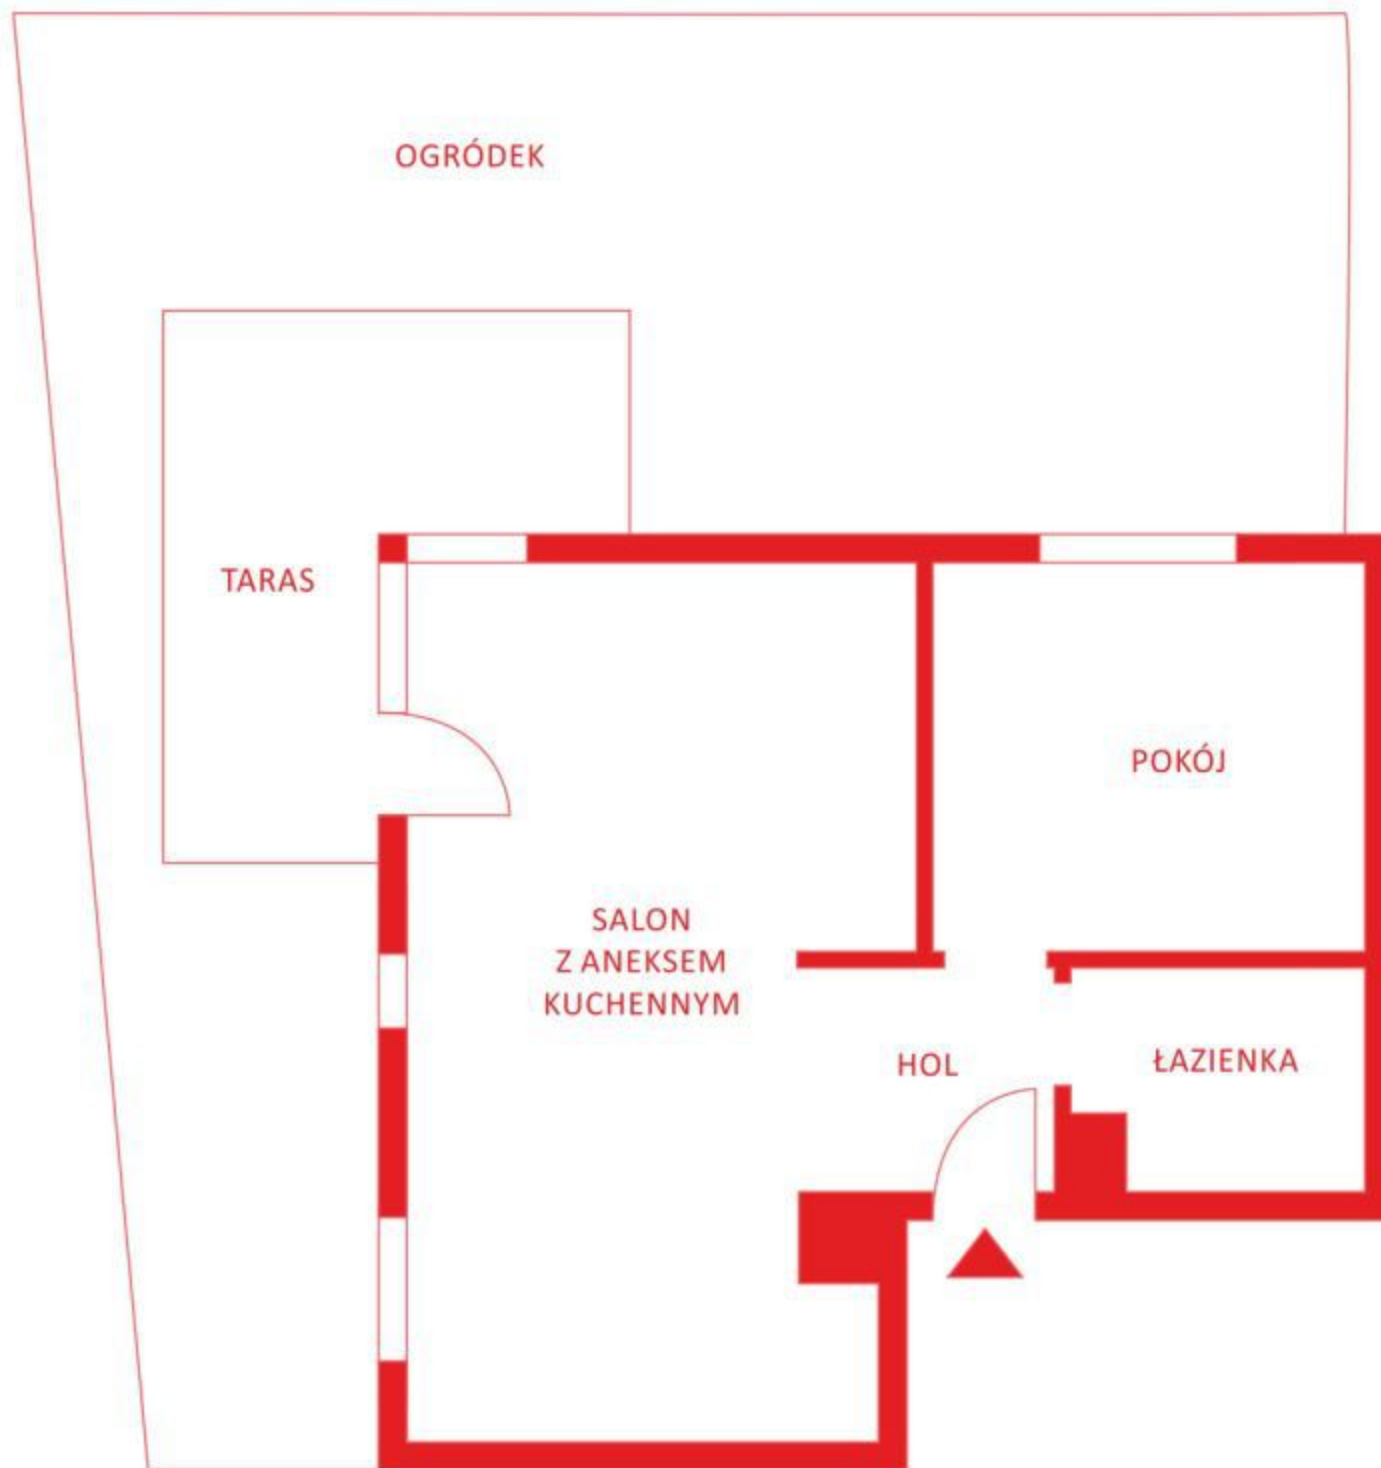 OGRÓDEK
TARAS
POKÓJ
SALON
Z ANEKSEM
KUCHENNYM
HOL
ŁAZIENKA